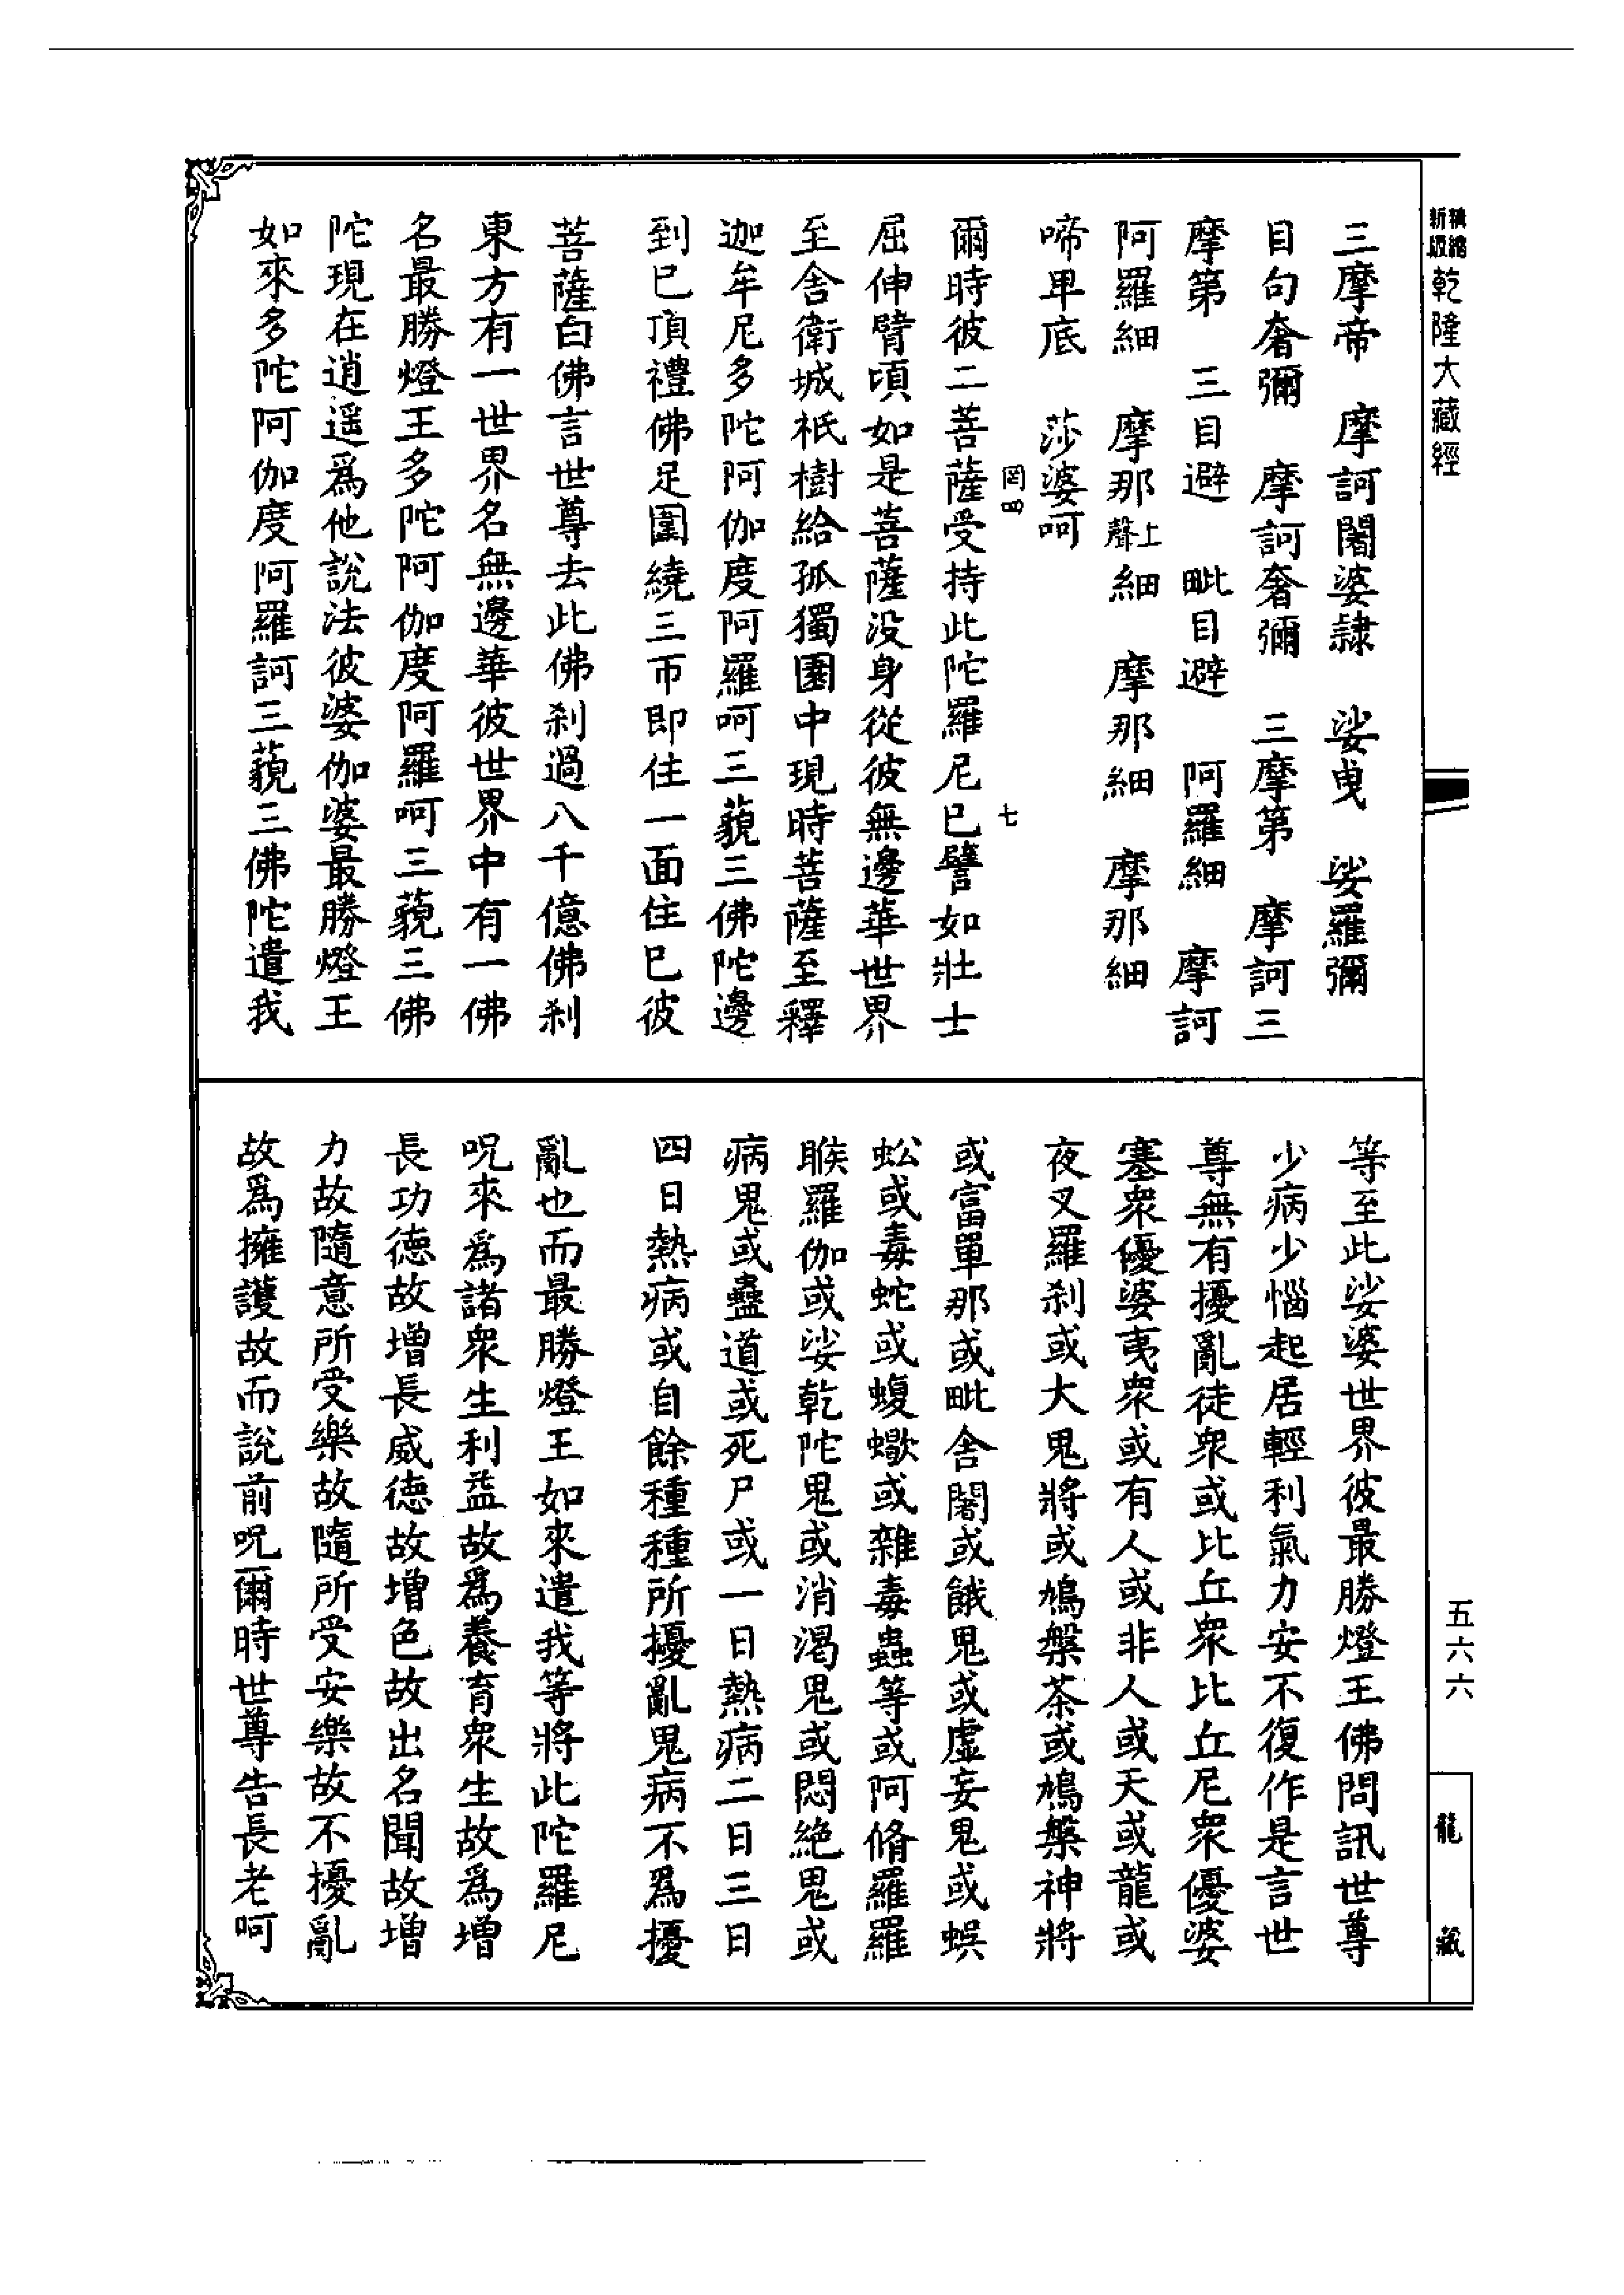 精縮
新版
乾隆大藏經
三摩帝　摩訶闍婆隷　娑曳　娑羅彌
目句奢彌　摩訶奢彌　三摩第　摩訶三
摩第　三目避　毗目避　阿羅細　摩訶
阿羅細　摩那上聲細　摩那細　摩那細
啼卑底　莎婆呵
罔四　七
爾時彼二菩薩受持此陀羅尼已譬如壯士
屈伸臂頃如是菩薩没身從彼無邊華世界
至舍衛城祇樹給孤獨園中現時菩薩至釋
迦牟尼多陀阿伽度阿羅呵三藐三佛陀邊
到已頂禮佛足圍繞三帀即住一面住已彼
菩薩白佛言世尊去此佛刹過八千億佛刹
東方有一世界名無邊華彼世界中有一佛
名最勝燈王多陀阿伽度阿羅呵三藐三佛
陀現在逍遥爲他說法彼婆伽婆最勝燈王
如來多陀阿伽度阿羅訶三藐三佛陀遣我
等至此娑婆世界彼最勝燈王佛問訊世尊
少病少惱起居輕利氣力安不復作是言世
尊無有擾亂徒衆或比丘衆比丘尼衆優婆
塞衆優婆夷衆或有人或非人或天或龍或
夜叉羅刹或大鬼將或鳩槃茶或鳩槃神將
或富單那或毗舍闍或餓鬼或虛妄鬼或蜈
蚣或毒蛇或蝮蠍或雜毒蟲等或阿脩羅羅
睺羅伽或娑乾陀鬼或消渴鬼或悶絶鬼或
病鬼或蠱道或死尸或一日熱病二日三日
四日熱病或自餘種種所擾亂鬼病不爲擾
亂也而最勝燈王如來遣我等將此陀羅尼
呪來爲諸衆生利益故爲養育衆生故爲增
長功德故增長威德故增色故出名聞故增
力故隨意所受樂故隨所受安樂故不擾亂
故爲擁護故而說前呪爾時世尊告長老呵
五六六
龍
藏